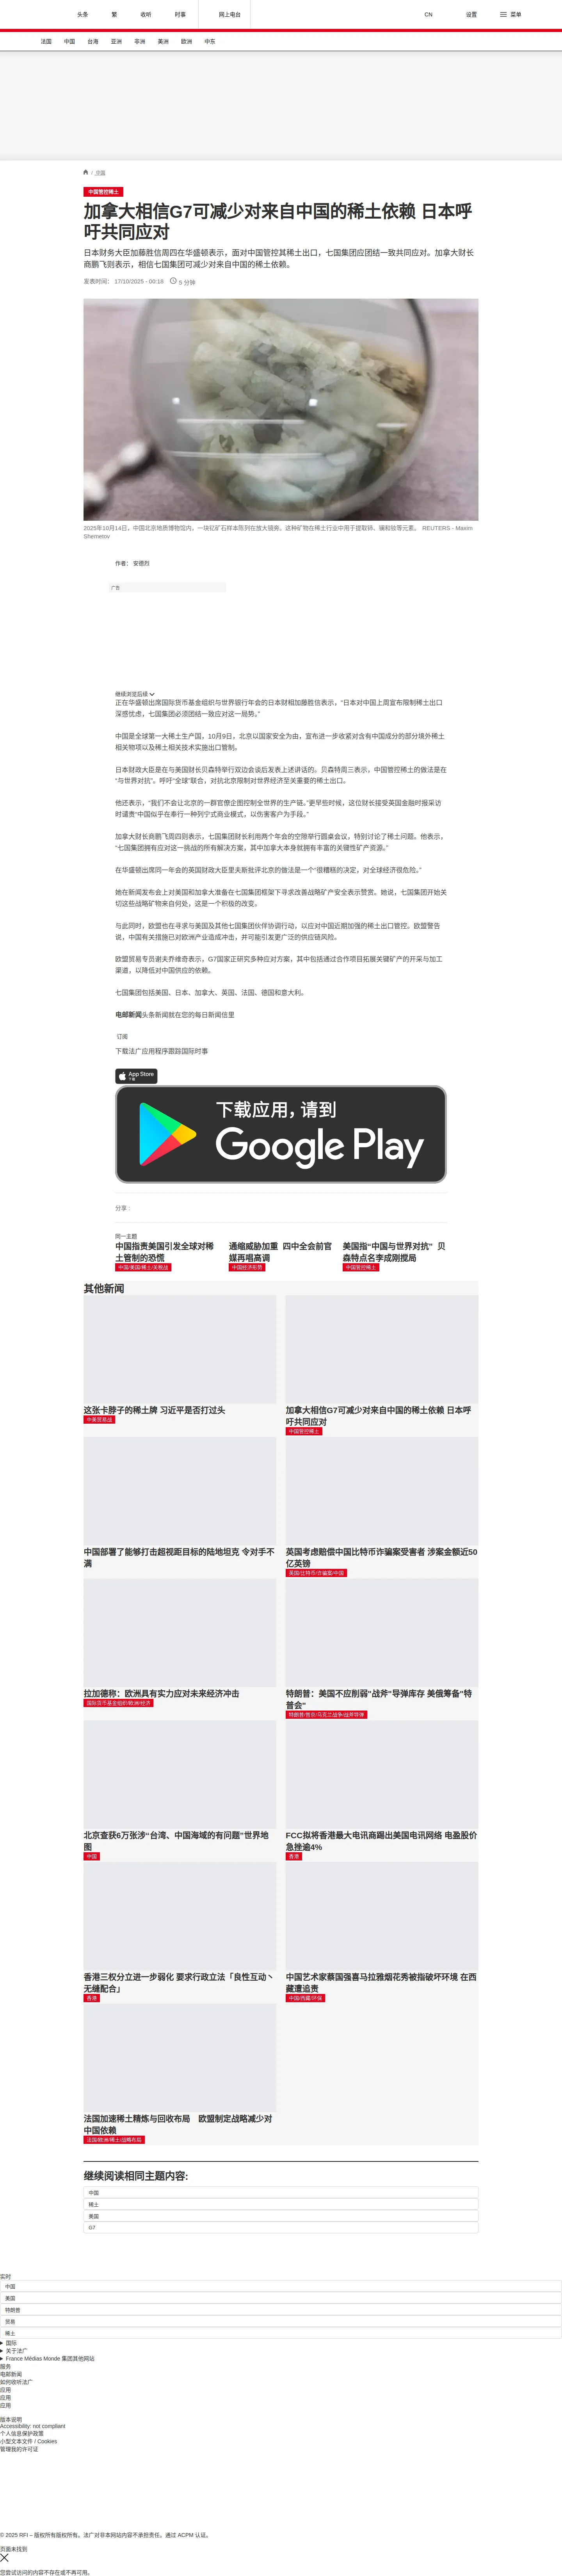 头条
繁
收听
时事
网上电台
CN
设置
菜单
法国
中国
台海
亚洲
非洲
美洲
欧洲
中东
/ 中国
中国管控稀土
加拿大相信G7可减少对来自中国的稀土依赖 日本呼
吁共同应对
日本财务大臣加藤胜信周四在华盛顿表示，面对中国管控其稀土出口，七国集团应团结一致共同应对。加拿大财长
商鹏飞则表示，相信七国集团可减少对来自中国的稀土依赖。
发表时间： 17/10/2025 - 00:18
5 分钟
2025年10月14日，中国北京地质博物馆内，一块钇矿石样本陈列在放大镜旁。这种矿物在稀土行业中用于提取铈、镧和钕等元素。 REUTERS - Maxim
Shemetov
作者： 安德烈
广告
继续浏览后续
正在华盛顿出席国际货币基金组织与世界银行年会的日本财相加藤胜信表示，“日本对中国上周宣布限制稀土出口
深感忧虑，七国集团必须团结一致应对这一局势。”
中国是全球第一大稀土生产国，10月9日，北京以国家安全为由，宣布进一步收紧对含有中国成分的部分境外稀土
相关物项以及稀土相关技术实施出口管制。
日本财政大臣是在与美国财长贝森特举行双边会谈后发表上述讲话的。贝森特周三表示，中国管控稀土的做法是在
“与世界对抗”。呼吁“全球”联合，对抗北京限制对世界经济至关重要的稀土出口。
他还表示，“我们不会让北京的一群官僚企图控制全世界的生产链。”更早些时候，这位财长接受英国金融时报采访
时谴责“中国似乎在奉行一种列宁式商业模式，以伤害客户为手段。”
加拿大财长商鹏飞周四则表示，七国集团财长利用两个年会的空隙举行圆桌会议，特别讨论了稀土问题。他表示，
“七国集团拥有应对这一挑战的所有解决方案，其中加拿大本身就拥有丰富的关键性矿产资源。”
在华盛顿出席同一年会的英国财政大臣里夫斯批评北京的做法是一个“很糟糕的决定，对全球经济很危险。”
她在新闻发布会上对美国和加拿大准备在七国集团框架下寻求改善战略矿产安全表示赞赏。她说，七国集团开始关
切这些战略矿物来自何处，这是一个积极的改变。
与此同时，欧盟也在寻求与美国及其他七国集团伙伴协调行动，以应对中国近期加强的稀土出口管控。欧盟警告
说，中国有关措施已对欧洲产业造成冲击，并可能引发更广泛的供应链风险。
欧盟贸易专员谢夫乔维奇表示，G7国家正研究多种应对方案，其中包括通过合作项目拓展关键矿产的开采与加工
渠道，以降低对中国供应的依赖。
七国集团包括美国、日本、加拿大、英国、法国、德国和意大利。
电邮新闻头条新闻就在您的每日新闻信里
订阅
下载法广应用程序跟踪国际时事
App Store
下载
下载应用，请到
Google Play
分享 :
同一主题
中国指责美国引发全球对稀
土管制的恐慌
中国/美国/稀土/关税战
通缩威胁加重 四中全会前官
媒再唱高调
中国经济形势
美国指“中国与世界对抗” 贝
森特点名李成刚搅局
中国管控稀土
其他新闻
这张卡脖子的稀土牌 习近平是否打过头
中美贸易战
加拿大相信G7可减少对来自中国的稀土依赖 日本呼
吁共同应对
中国管控稀土
中国部署了能够打击超视距目标的陆地坦克 令对手不
满
英国考虑赔偿中国比特币诈骗案受害者 涉案金额近50
亿英镑
英国/比特币/诈骗案/中国
拉加德称：欧洲具有实力应对未来经济冲击
国际货币基金组织/欧洲/经济
特朗普：美国不应削弱"战斧"导弹库存 美俄筹备"特
普会"
特朗普/普京/乌克兰战争/战斧导弹
北京查获6万张涉“台湾、中国海域的有问题”世界地
图
中国
FCC拟将香港最大电讯商踢出美国电讯网络 电盈股价
急挫逾4%
香港
香港三权分立进一步弱化 要求行政立法「良性互动丶
无缝配合」
香港
中国艺术家蔡国强喜马拉雅烟花秀被指破坏环境 在西
藏遭追责
中国/西藏/环保
法国加速稀土精炼与回收布局 欧盟制定战略减少对
中国依赖
法国/欧洲/稀土/战略布局
继续阅读相同主题内容:
中国
稀土
美国
G7
实时
中国
美国
特朗普
贸易
稀土
国际
关于法广
France Médias Monde 集团其他网站
服务
电邮新闻
如何收听法广
应用
应用
应用
版本说明
Accessibility: not compliant
个人信息保护政策
小型文本文件 / Cookies
管理我的许可证
© 2025 RFI – 版权所有版权所有。法广对非本网站内容不承担责任。通过 ACPM 认证。
页面未找到
您尝试访问的内容不存在或不再可用。